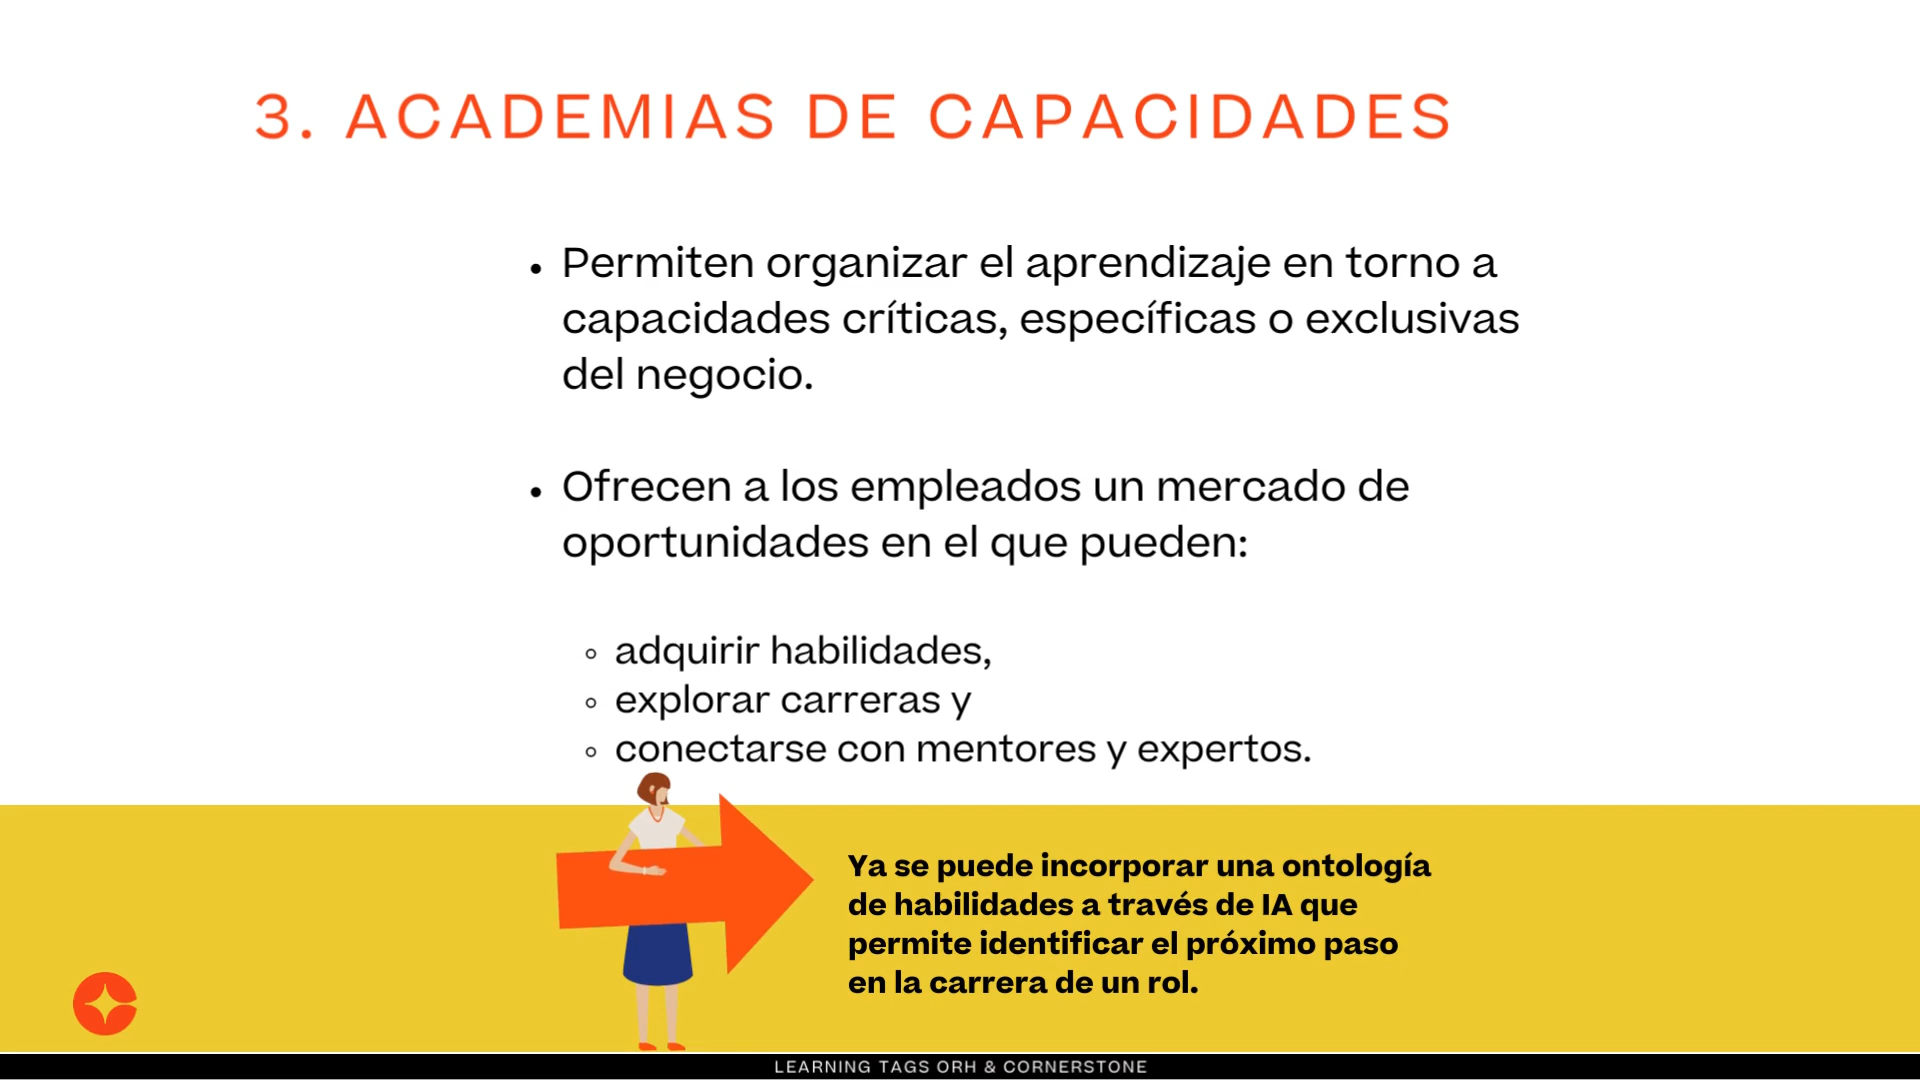 3. ACADEMIAS DE CAPACIDADES
• Permiten organizar el aprendizaje en torno a
capacidades críticas, específicas o exclusivas
del negocio.
• Ofrecen a los empleados un mercado de
oportunidades en el que pueden:
◦ adquirir habilidades,
◦ explorar carreras y
◦ conectarse con mentores y expertos.
Ya se puede incorporar una ontología
de habilidades a través de IA que
permite identificar el próximo paso
en la carrera de un rol.
LEARNING TAGS ORH & CORNERSTONE